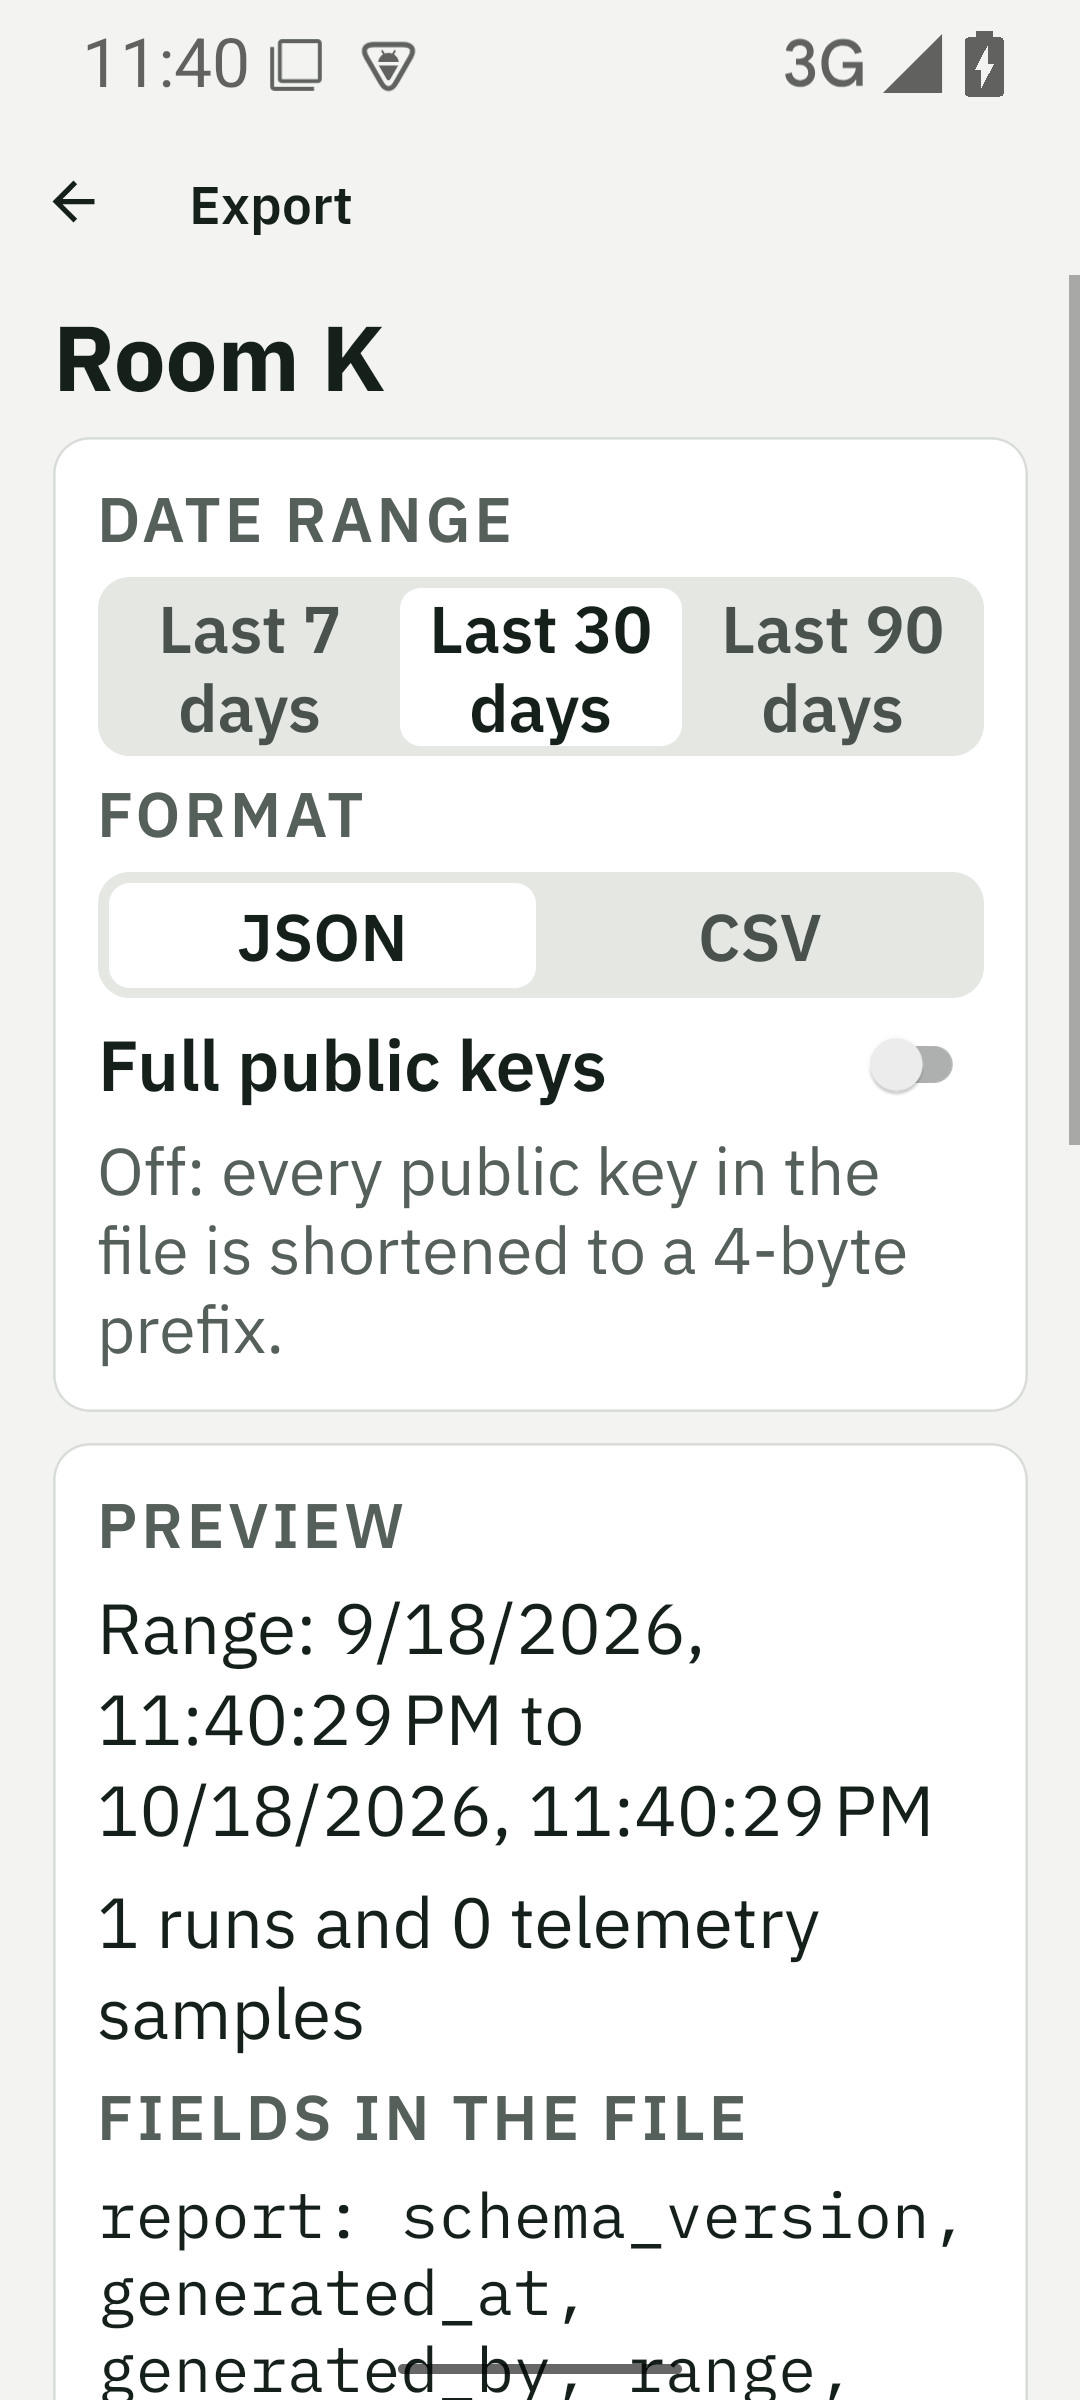 11:40
3G
Export
Room K
DATE RANGE
Last 7 days
Last 30 days
Last 90 days
FORMAT
JSON
CSV
Full public keys
Off: every public key in the
file is shortened to a 4-byte
prefix.
PREVIEW
Range: 9/18/2026,
11:40:29 PM to
10/18/2026, 11:40:29 PM
1 runs and 0 telemetry
samples
FIELDS IN THE FILE
report: schema_version,
generated_at,
generated_by, range,